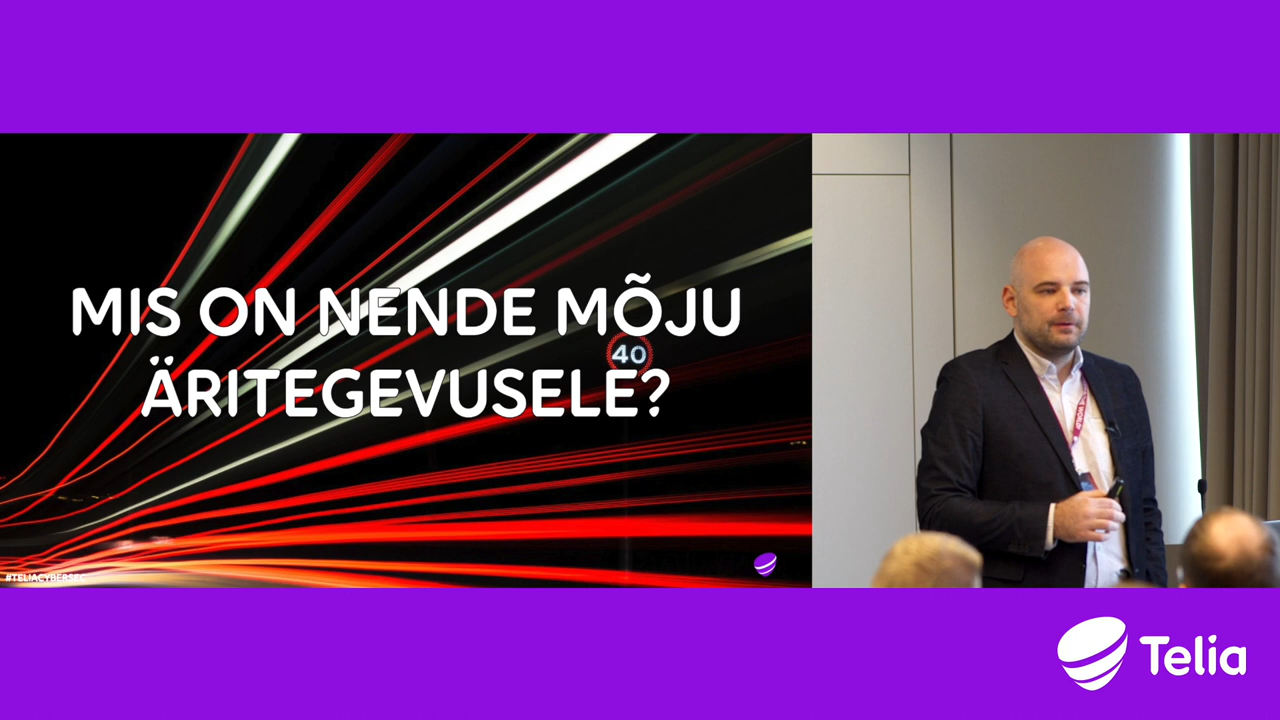 MIS ON NENDE MÕJU
ÄRITEGEVUSELE?
40
#TELIACYBERSEC
Telia